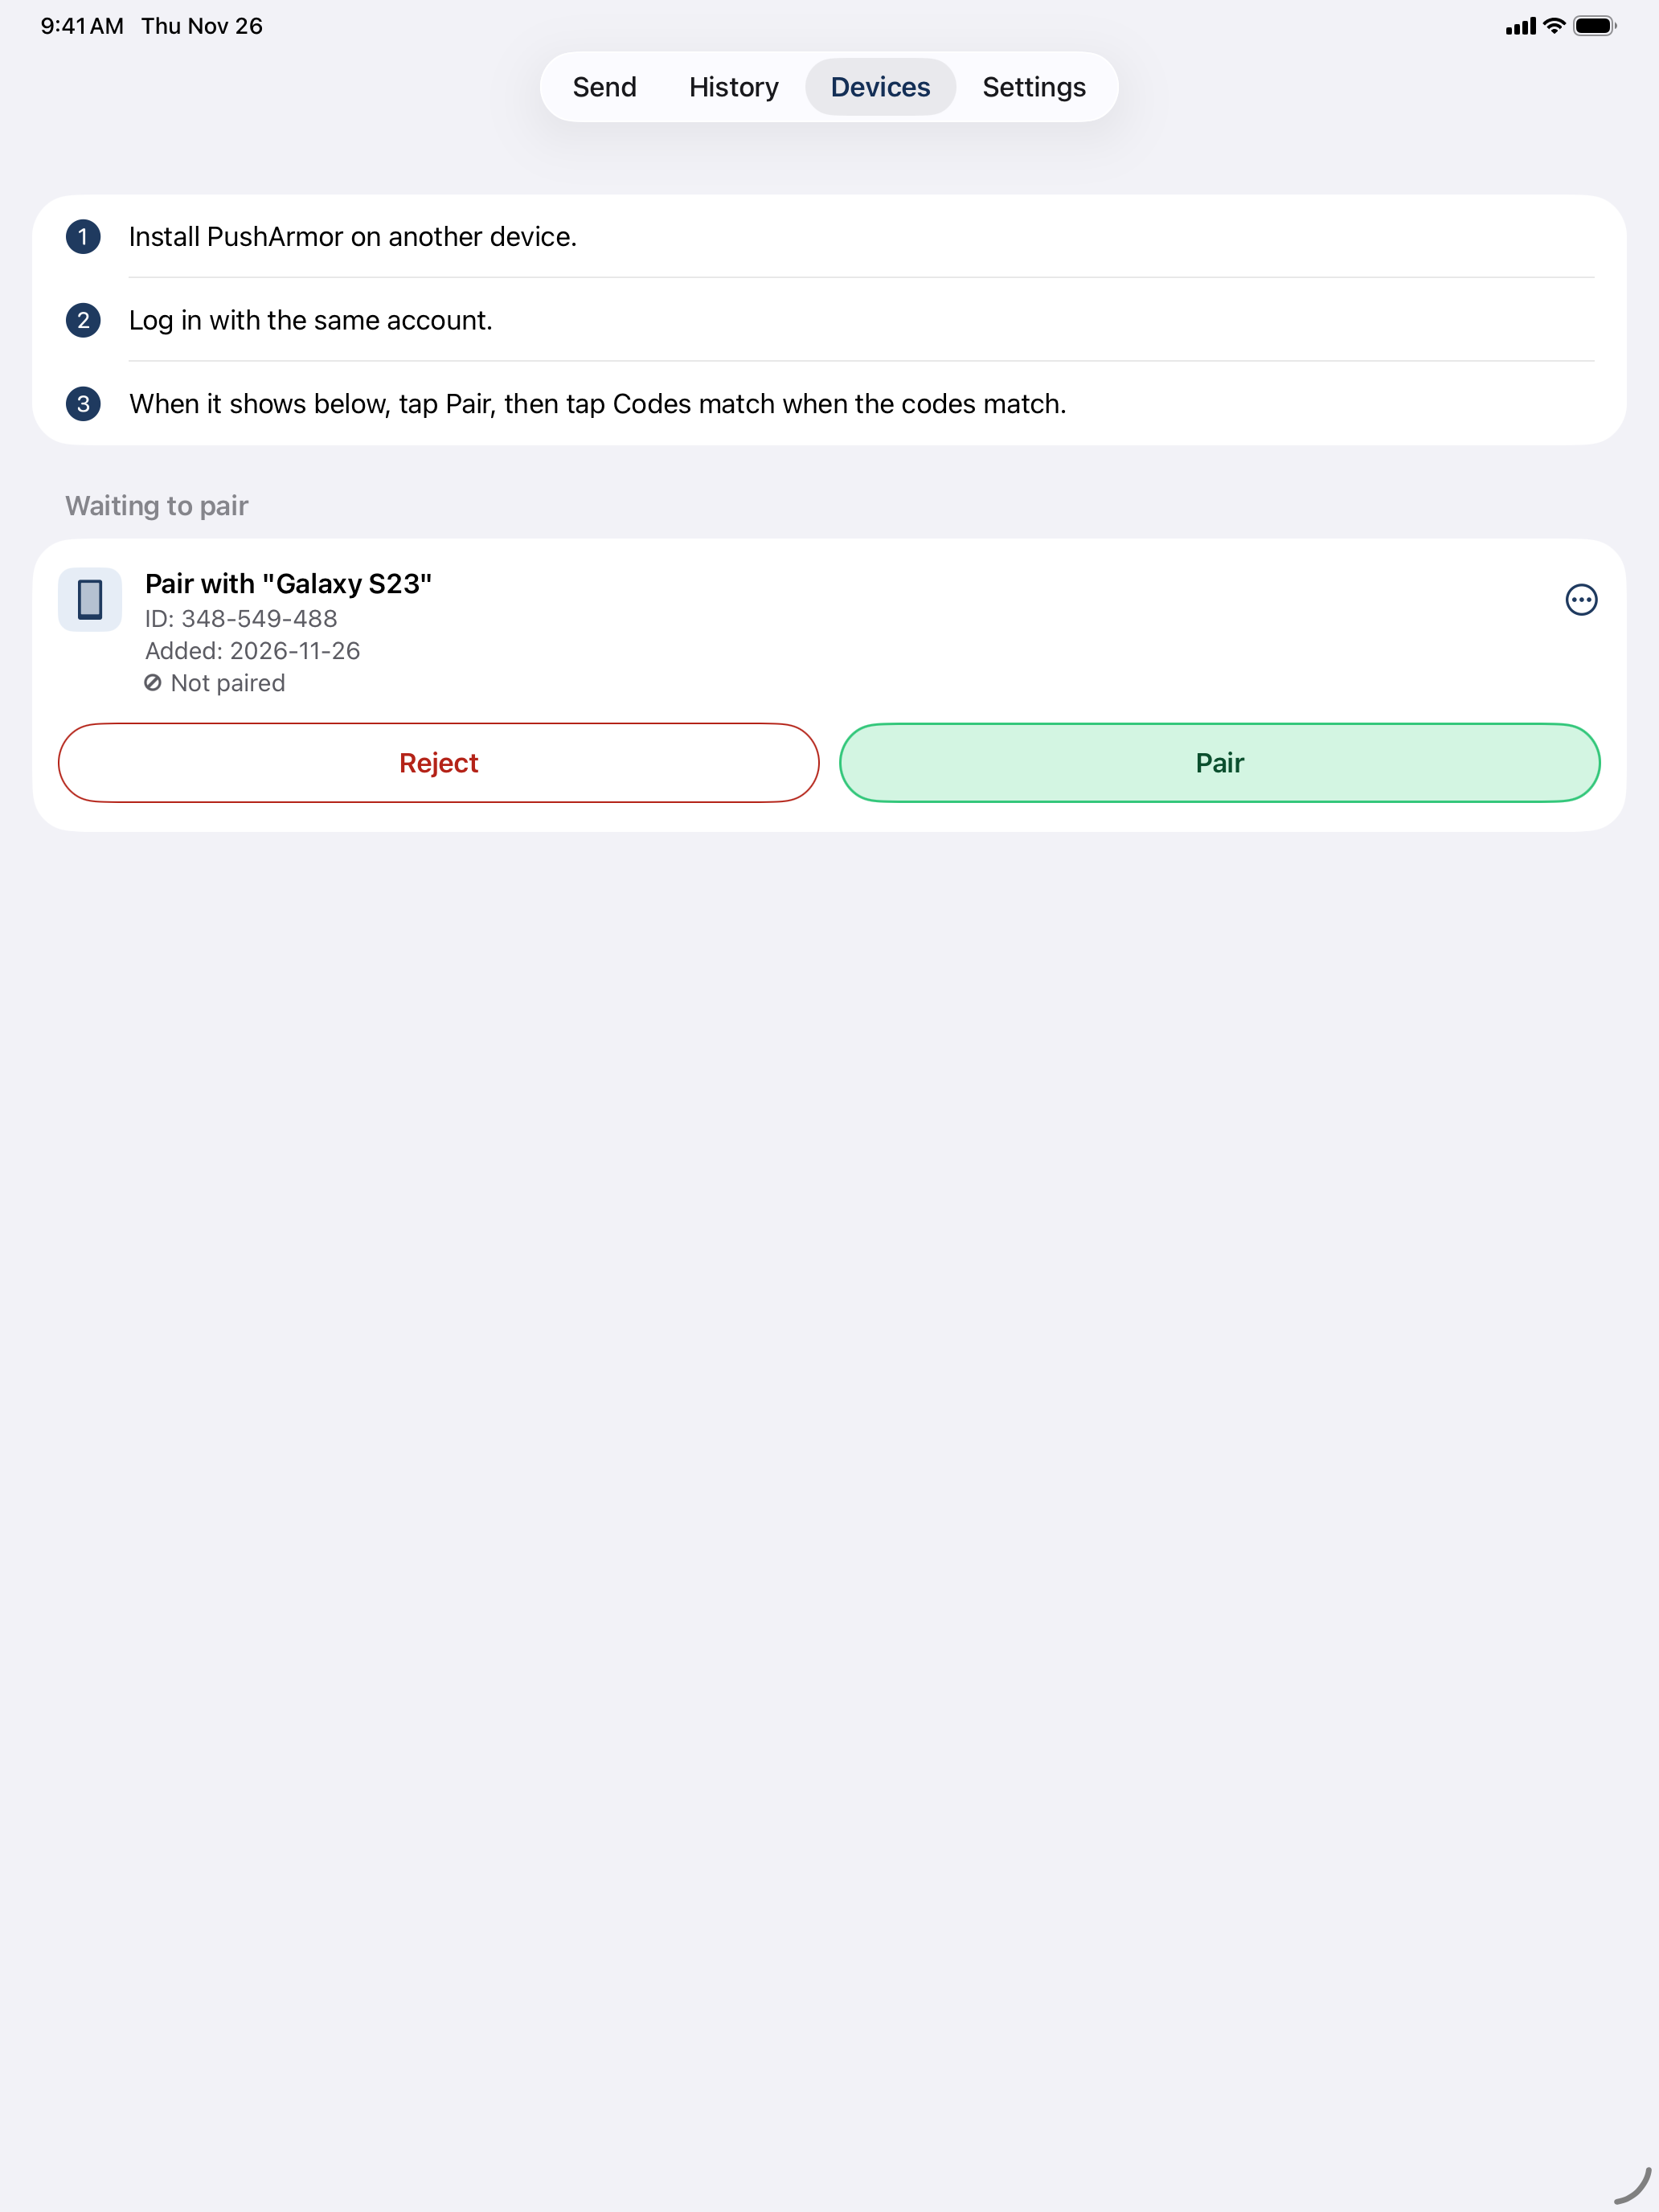 9:41 AM Thu Nov 26
Send History Devices Settings
1 Install PushArmor on another device.
2 Log in with the same account.
3 When it shows below, tap Pair, then tap Codes match when the codes match.
Waiting to pair
Pair with "Galaxy S23"
ID: 348-549-488
Added: 2026-11-26
Not paired
Reject Pair